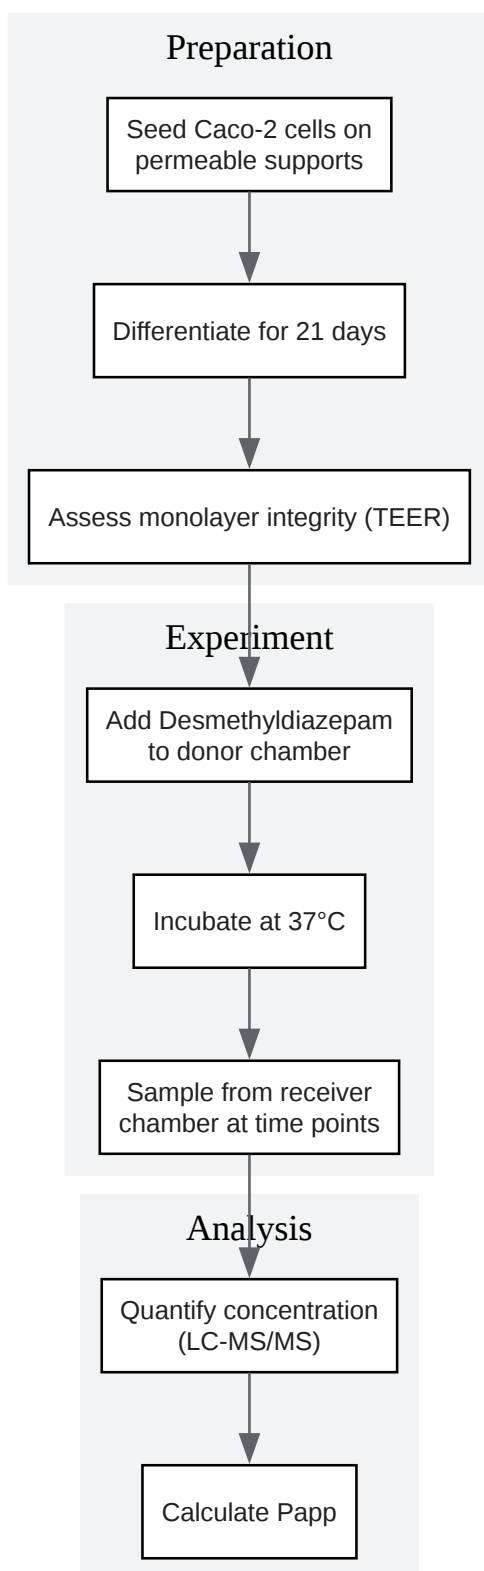 Preparation
Seed Caco-2 cells on
permeable supports
Differentiate for 21 days
Assess monolayer integrity (TEER)
Experiment
Add Desmethyldiazepam
to donor chamber
Incubate at 37°C
Sample from receiver
chamber at time points
Analysis
Quantify concentration
(LC-MS/MS)
Calculate Papp